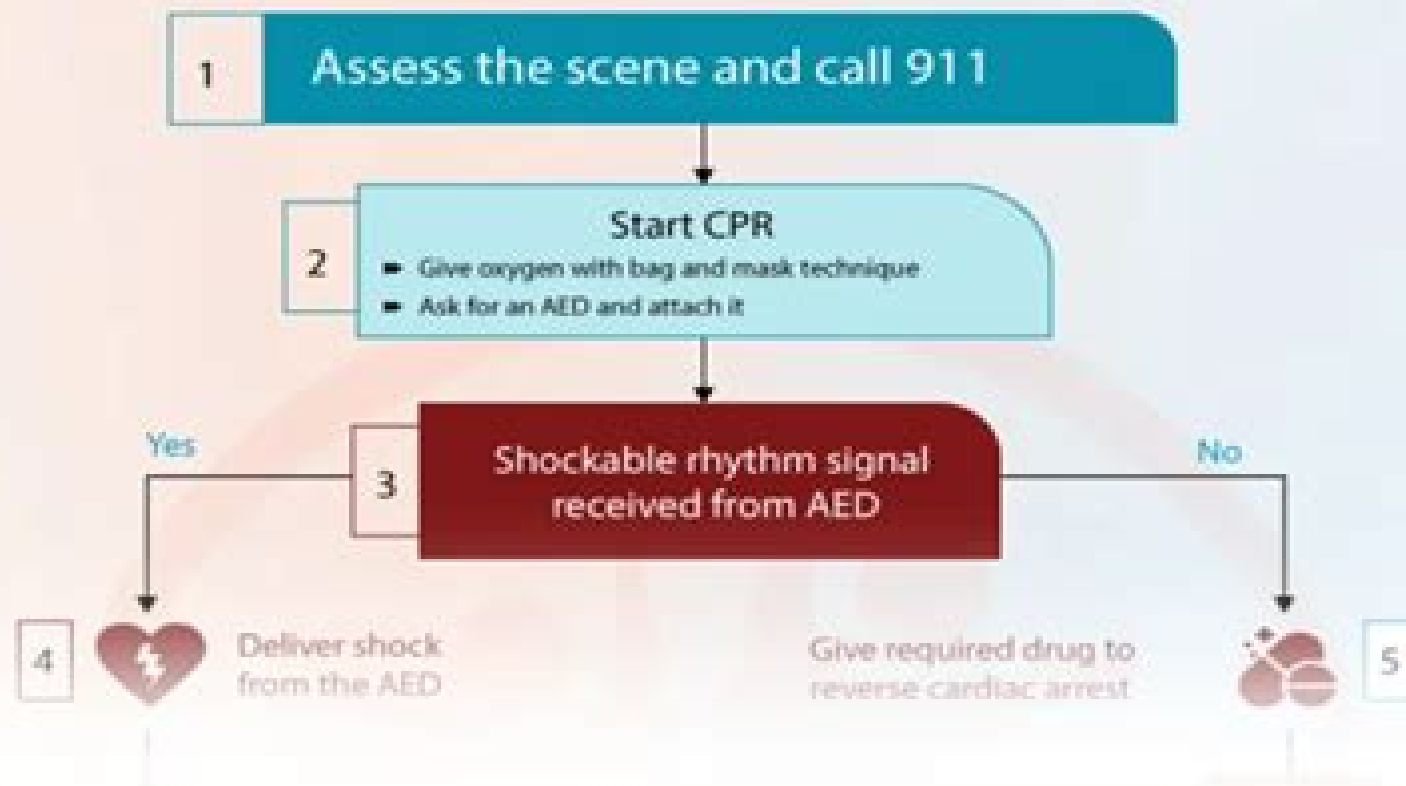 1
Assess the scene and call 911
2
Start CPR
Give oxygen with bag and mask technique
Ask for an AED and attach it
Yes
No
3
Shockable rhythm signal
received from AED
4
Deliver shock
from the AED
Give required drug to
reverse cardiac arrest
5